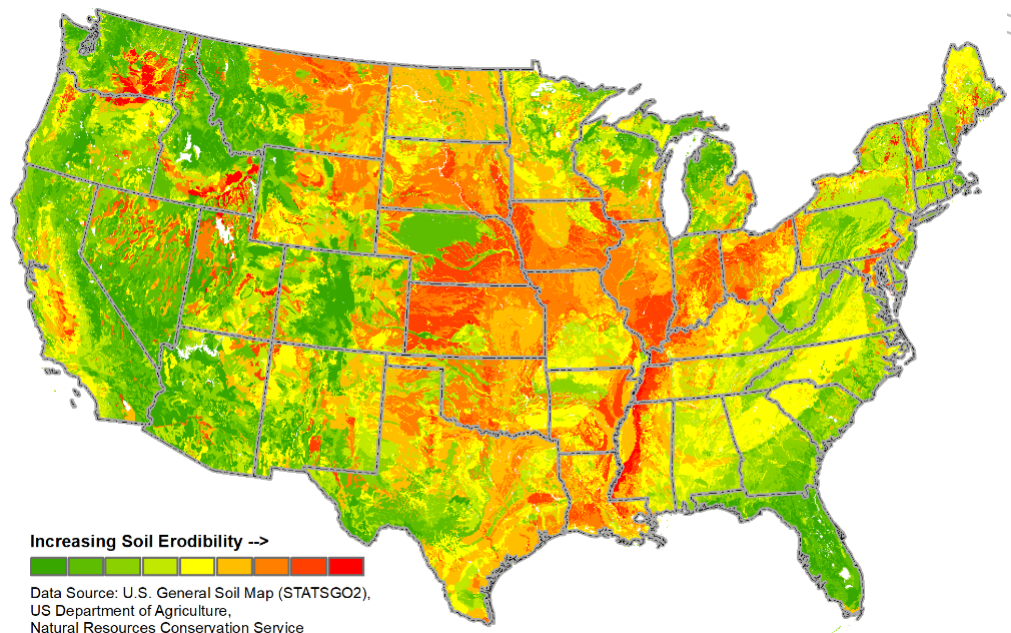 Increasing Soil Erodibility -->
Data Source: U.S. General Soil Map (STATSGO2),
US Department of Agriculture,
Natural Resources Conservation Service